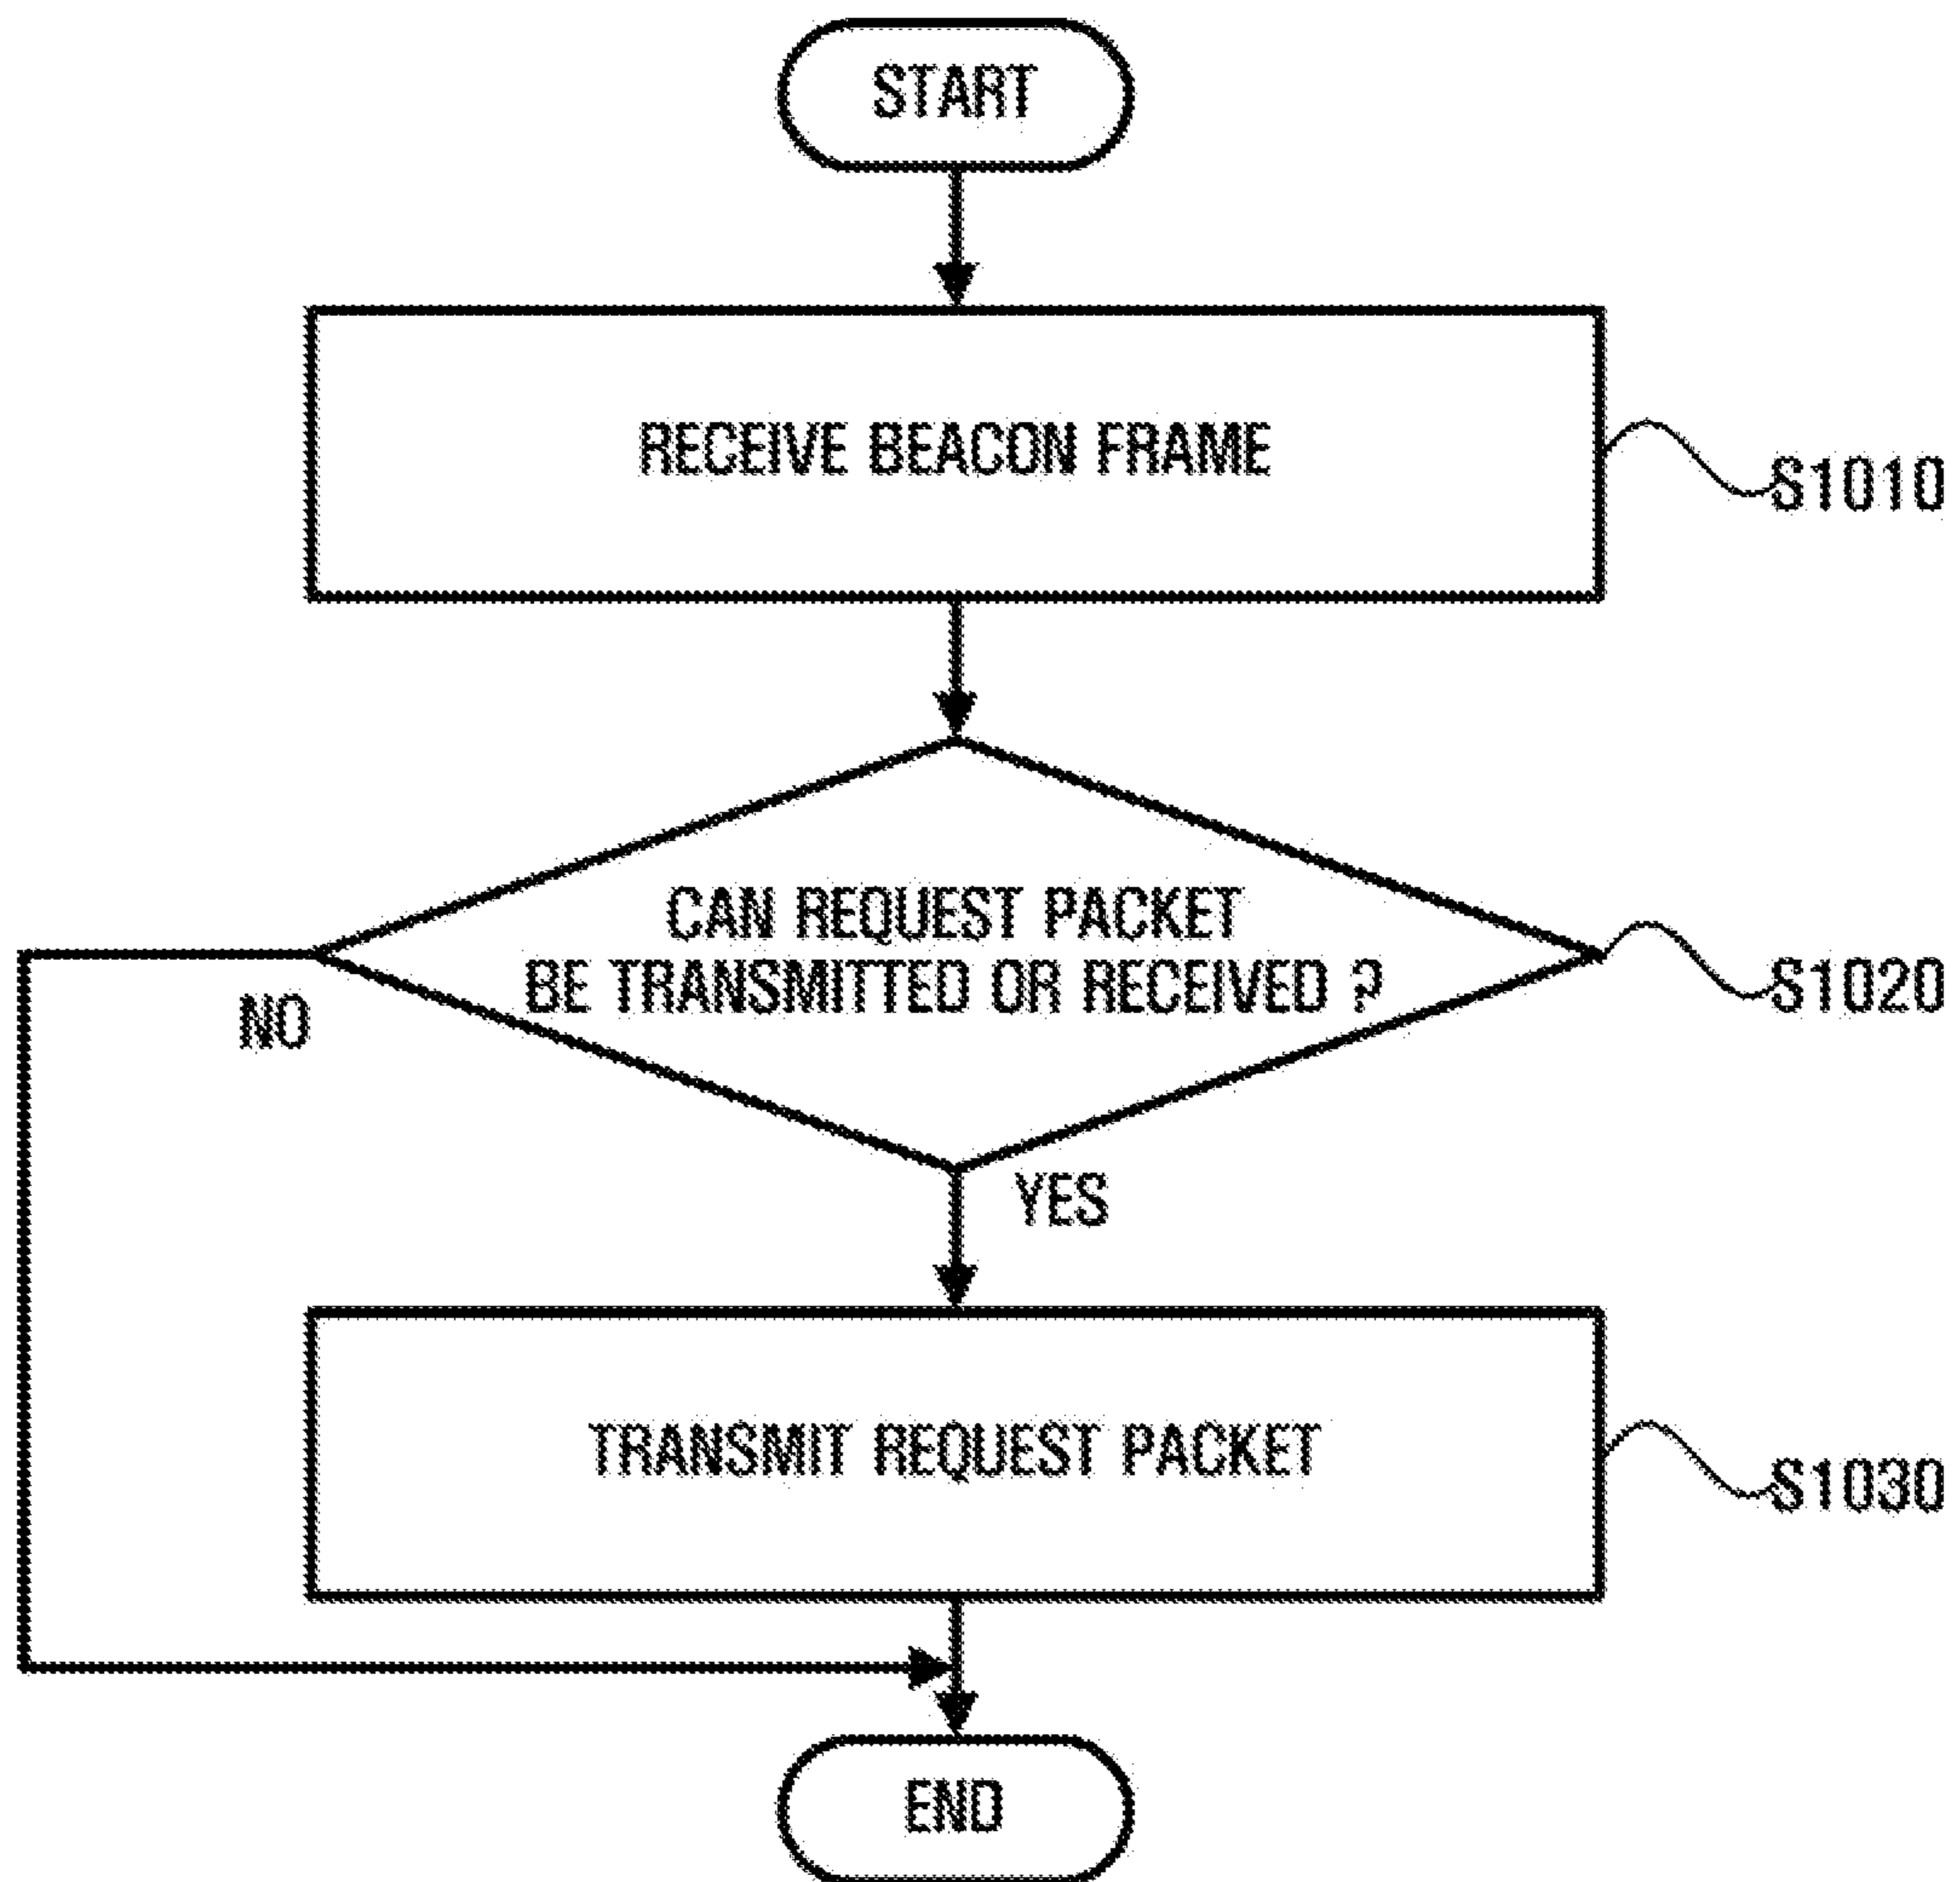 START
RECEIVE BEACON FRAME
S1010
CAN REQUEST PACKET
BE TRANSMITTED OR RECEIVED ?
S1020
NO
YES
TRANSMIT REQUEST PACKET
S1030
END